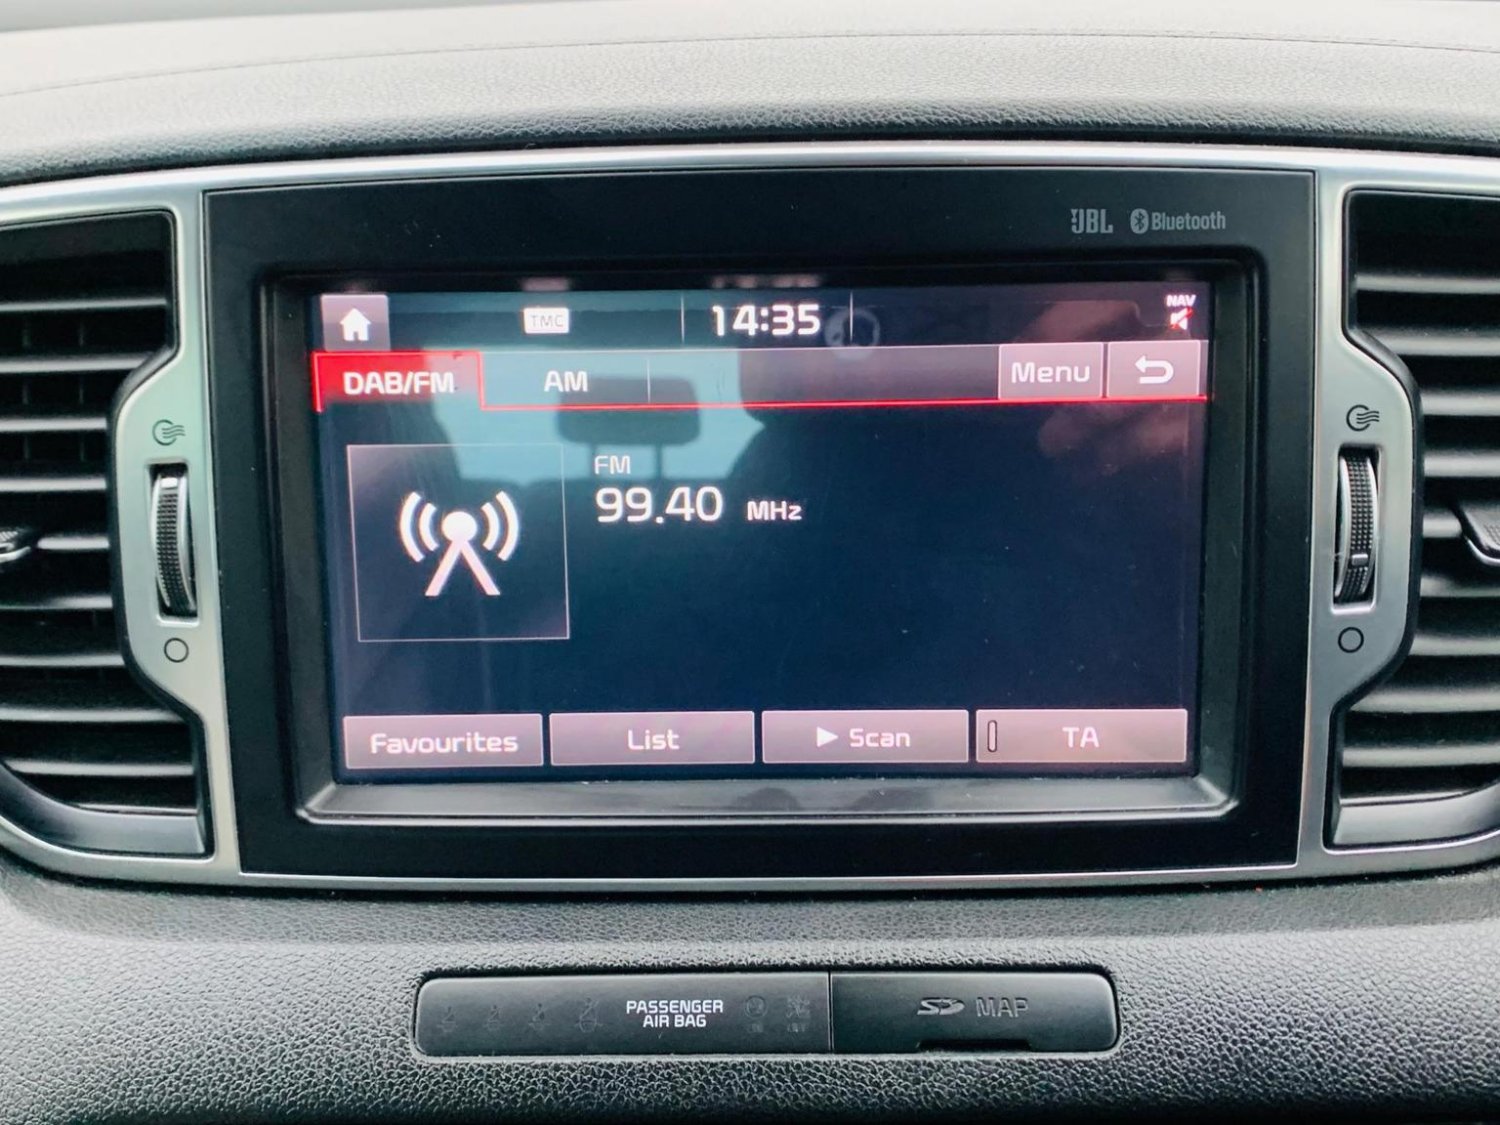 JBL Bluetooth
TMC 14:35 NAV
DAB/FM AM Menu
FM
99.40 MHz
Favourites List Scan TA
PASSENGER
AIR BAG
SD MAP